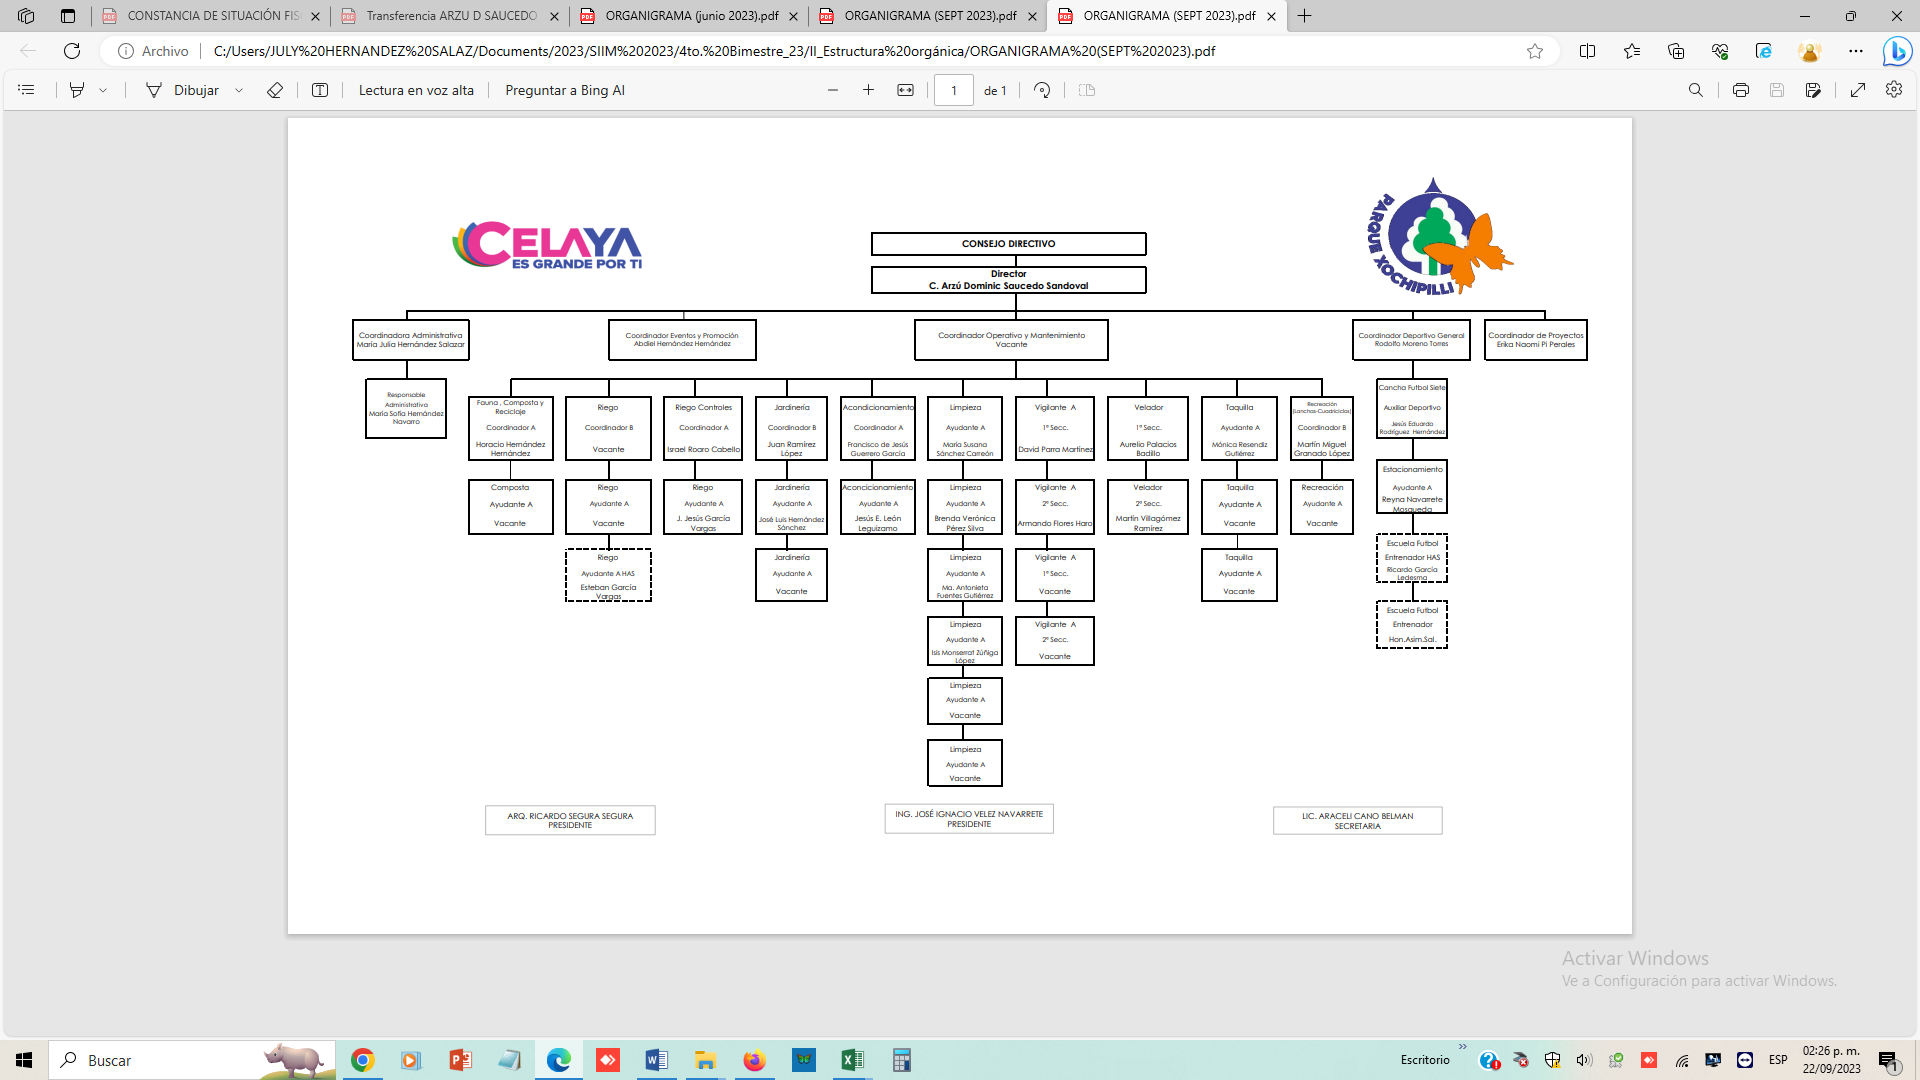 CONSTANCIA DE SITUACIÓN FIS
Transferencia ARZU D SAUCEDO
ORGANIGRAMA (junio 2023).pdf
ORGANIGRAMA (SEPT 2023).pdf
ORGANIGRAMA (SEPT 2023).pdf
Archivo
C:/Users/JULY%20HERNANDEZ%20SALAZ/Documents/2023/SIIM%202023/4to.%20Bimestre_23/II_Estructura%20orgánica/ORGANIGRAMA%20(SEPT%202023).pdf
Dibujar
Lectura en voz alta
Preguntar a Bing AI
1
de 1
CELAYA
ES GRANDE POR TI
PARQUE XOCHIPILLI
CONSEJO DIRECTIVO
Director
C. Arzú Dominic Saucedo Sandoval
Coordinadora Administrativa
María Julia Hernández Salazar
Coordinador Eventos y Promoción
Abdiel Hernández Hernández
Coordinador Operativo y Mantenimiento
Vacante
Coordinador Deportivo General
Rodolfo Moreno Torres
Coordinador de Proyectos
Erika Naomi Pi Perales
Responsable
Administrativa
María Sofía Hernández
Navarro
Fauna , Composta y
Reciclaje
Coordinador A
Horacio Hernández
Hernández
Riego
Coordinador B
Vacante
Riego Controles
Coordinador A
Israel Roaro Cabello
Jardinería
Coordinador B
Juan Ramírez
López
Acondicionamiento
Coordinador A
Francisco de Jesús
Guerrero García
Limpieza
Ayudante A
María Susana
Sánchez Carreón
Vigilante A
1º Secc.
David Parra Martínez
Velador
1º Secc.
Aurelio Palacios
Badillo
Taquilla
Ayudante A
Mónica Resendiz
Gutiérrez
Recreación
(Lanchas-Cuadriciclos)
Coordinador B
Martín Miguel
Granado López
Cancha Futbol Siete
Auxiliar Deportivo
Jesús Eduardo
Rodríguez Hernández
Composta
Ayudante A
Vacante
Riego
Ayudante A
Vacante
Riego
Ayudante A
J. Jesús García
Vargas
Jardinería
Ayudante A
José Luis Hernández
Sánchez
Aconcicionamiento
Ayudante A
Jesús E. León
Leguizamo
Limpieza
Ayudante A
Brenda Verónica
Pérez Silva
Vigilante A
2º Secc.
Armando Flores Haro
Velador
2º Secc.
Martín Villagómez
Ramírez
Taquilla
Ayudante A
Vacante
Recreación
Ayudante A
Vacante
Estacionamiento
Ayudante A
Reyna Navarrete
Mosqueda
Riego
Ayudante A HAS
Esteban García
Vargas
Jardinería
Ayudante A
Vacante
Limpieza
Ayudante A
Ma. Antonieta
Fuentes Gutiérrez
Vigilante A
1º Secc.
Vacante
Taquilla
Ayudante A
Vacante
Escuela Futbol
Entrenador HAS
Ricardo García
Ledesma
Limpieza
Ayudante A
Isis Monserrat Zúñiga
López
Vigilante A
2º Secc.
Vacante
Escuela Futbol
Entrenador
Hon.Asim.Sal.
Limpieza
Ayudante A
Vacante
Limpieza
Ayudante A
Vacante
ARQ. RICARDO SEGURA SEGURA
PRESIDENTE
ING. JOSÉ IGNACIO VELEZ NAVARRETE
PRESIDENTE
LIC. ARACELI CANO BELMAN
SECRETARIA
Activar Windows
Ve a Configuración para activar Windows.
Buscar
Escritorio
ESP
02:26 p. m.
22/09/2023
1